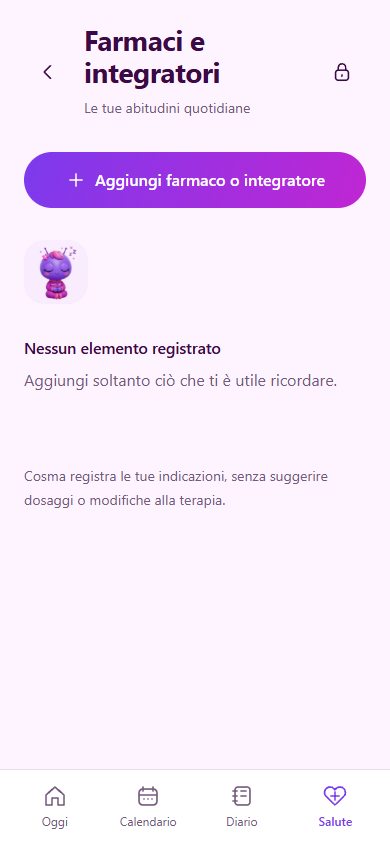 Farmaci e
integratori
Le tue abitudini quotidiane
Aggiungi farmaco o integratore
Nessun elemento registrato
Aggiungi soltanto ciò che ti è utile ricordare.
Cosma registra le tue indicazioni, senza suggerire
dosaggi o modifiche alla terapia.
Oggi
Calendario
Diario
Salute